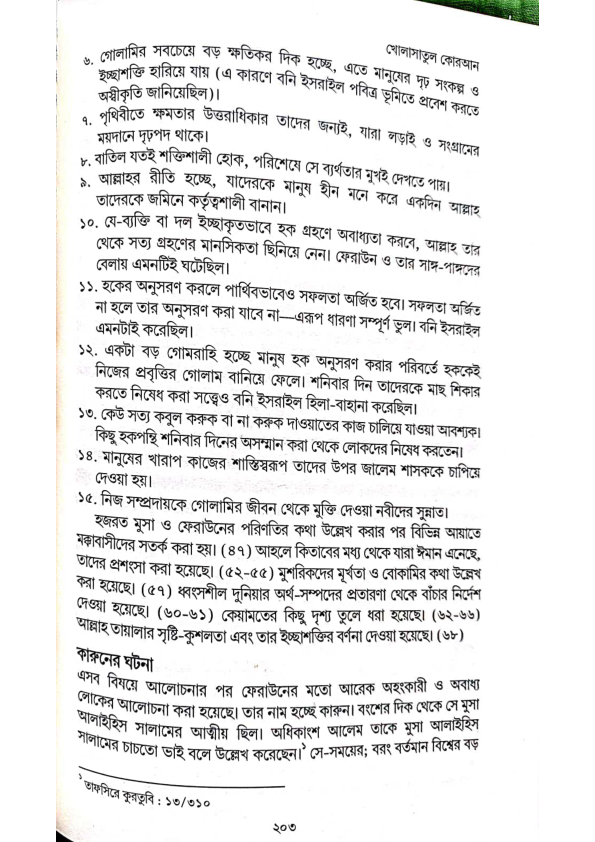 খোলাসাতুল কোরআন
৬. গোলামির সবচেয়ে বড় ক্ষতিকর দিক হচ্ছে, এতে মানুষের দৃঢ় সংকল্প ও
ইচ্ছাশক্তি হারিয়ে যায় (এ কারণে বনি ইসরাইল পবিত্র ভূমিতে প্রবেশ করতে
অস্বীকৃতি জানিয়েছিল)।
৭. পৃথিবীতে ক্ষমতার উত্তরাধিকার তাদের জন্যই, যারা লড়াই ও সংগ্রামের
ময়দানে দৃঢ়পদ থাকে।
৮. বাতিল যতই শক্তিশালী হোক, পরিশেষে সে ব্যর্থতার মুখই দেখতে পায়।
৯. আল্লাহর রীতি হচ্ছে, যাদেরকে মানুষ হীন মনে করে একদিন আল্লাহ
তাদেরকে জমিনে কর্তৃত্বশালী বানান।
১০. যে-ব্যক্তি বা দল ইচ্ছাকৃতভাবে হক গ্রহণে অবাধ্যতা করবে, আল্লাহ তার
থেকে সত্য গ্রহণের মানসিকতা ছিনিয়ে নেন। ফেরাউন ও তার সাঙ্গ-পাঙ্গদের
বেলায় এমনটিই ঘটেছিল।
১১. হকের অনুসরণ করলে পার্থিবভাবেও সফলতা অর্জিত হবে। সফলতা অর্জিত
না হলে তার অনুসরণ করা যাবে না—এরূপ ধারণা সম্পূর্ণ ভুল। বনি ইসরাইল
এমনটাই করেছিল।
১২. একটা বড় গোমরাহি হচ্ছে মানুষ হক অনুসরণ করার পরিবর্তে হককেই
নিজের প্রবৃত্তির গোলাম বানিয়ে ফেলে। শনিবার দিন তাদেরকে মাছ শিকার
করতে নিষেধ করা সত্ত্বেও বনি ইসরাইল হিলা-বাহানা করেছিল।
১৩. কেউ সত্য কবুল করুক বা না করুক দাওয়াতের কাজ চালিয়ে যাওয়া আবশ্যক।
কিছু হকপন্থি শনিবার দিনের অসম্মান করা থেকে লোকদের নিষেধ করতেন।
১৪. মানুষের খারাপ কাজের শাস্তিস্বরূপ তাদের উপর জালেম শাসককে চাপিয়ে
দেওয়া হয়।
১৫. নিজ সম্প্রদায়কে গোলামির জীবন থেকে মুক্তি দেওয়া নবীদের সুন্নাত।
হজরত মুসা ও ফেরাউনের পরিণতির কথা উল্লেখ করার পর বিভিন্ন আয়াতে
মক্কাবাসীদের সতর্ক করা হয়। (৪৭) আহলে কিতাবের মধ্য থেকে যারা ঈমান এনেছে,
তাদের প্রশংসা করা হয়েছে। (৫২-৫৫) মুশরিকদের মূর্খতা ও বোকামির কথা উল্লেখ
করা হয়েছে। (৫৭) ধ্বংসশীল দুনিয়ার অর্থ-সম্পদের প্রতারণা থেকে বাঁচার নির্দেশ
দেওয়া হয়েছে। (৬০-৬১) কেয়ামতের কিছু দৃশ্য তুলে ধরা হয়েছে। (৬২-৬৬)
আল্লাহ তায়ালার সৃষ্টি-কুশলতা এবং তার ইচ্ছাশক্তির বর্ণনা দেওয়া হয়েছে। (৬৮)
কারুনের ঘটনা
এসব বিষয়ে আলোচনার পর ফেরাউনের মতো আরেক অহংকারী ও অবাধ্য
লোকের আলোচনা করা হয়েছে। তার নাম হচ্ছে কারুন। বংশের দিক থেকে সে মুসা
আলাইহিস সালামের আত্মীয় ছিল। অধিকাংশ আলেম তাকে মুসা আলাইহিস
সালামের চাচতো ভাই বলে উল্লেখ করেছেন।১ সে-সময়ের; বরং বর্তমান বিশ্বের বড়
১ তাফসিরে কুরতুবি : ১৩/৩১০
২০৩